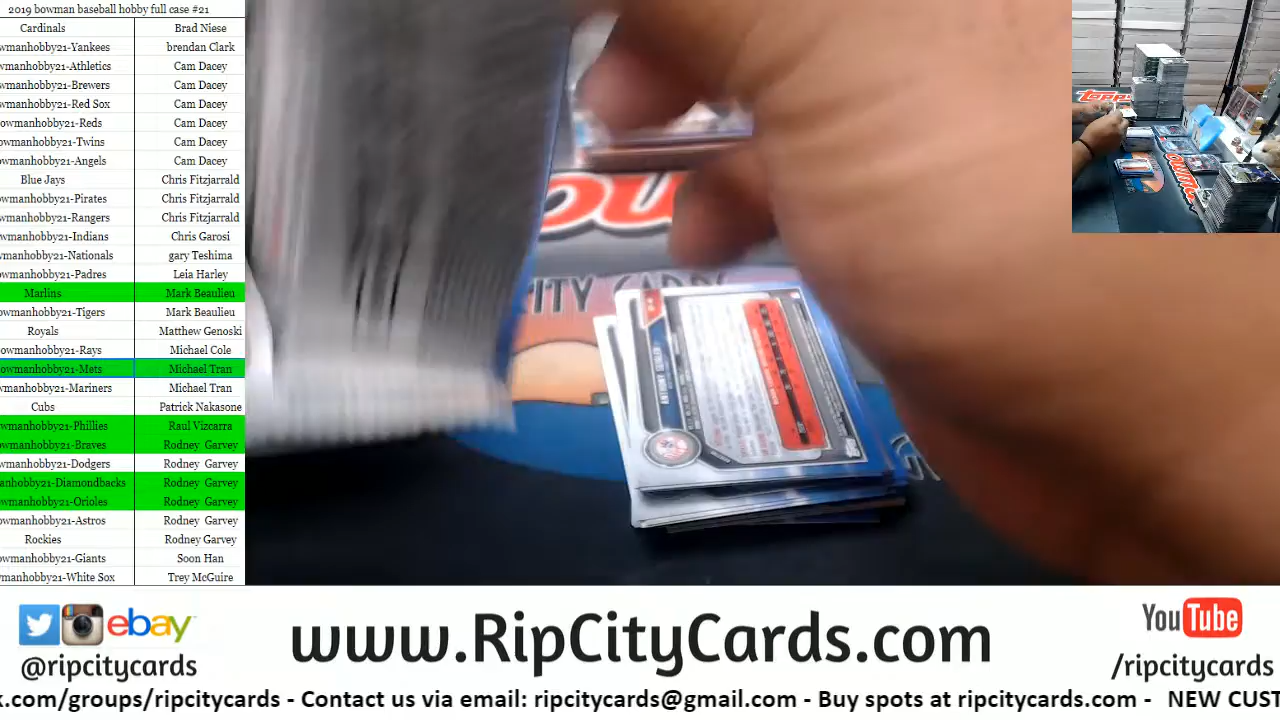 2019 bowman baseball hobby full case #21
Cardinals Brad Niese
wmanhobby21-Yankees brendan Clark
owmanhobby21-Athletics Cam Dacey
owmanhobby21-Brewers Cam Dacey
owmanhobby21-Red Sox Cam Dacey
owmanhobby21-Reds Cam Dacey
owmanhobby21-Twins Cam Dacey
owmanhobby21-Angels Cam Dacey
Blue Jays Chris Fitzjarrald
owmanhobby21-Pirates Chris Fitzjarrald
owmanhobby21-Rangers Chris Fitzjarrald
owmanhobby21-Indians Chris Garosi
owmanhobby21-Nationals gary Teshima
owmanhobby21-Padres Leia Harley
Marlins Mark Beaulieu
owmanhobby21-Tigers Mark Beaulieu
Royals Matthew Genoski
owmanhobby21-Rays Michael Cole
owmanhobby21-Mets Michael Tran
wmanhobby21-Mariners Michael Tran
Cubs Patrick Nakasone
owmanhobby21-Phillies Raul Vizcarra
owmanhobby21-Braves Rodney Garvey
owmanhobby21-Dodgers Rodney Garvey
manhobby21-Diamondbacks Rodney Garvey
owmanhobby21-Orioles Rodney Garvey
owmanhobby21-Astros Rodney Garvey
Rockies Rodney Garvey
owmanhobby21-Giants Soon Han
wmanhobby21-White Sox Trey McGuire
TOPPS
ITY CARDS
ANTHONY SEIGLER
ebay
@ripcitycards
www.RipCityCards.com
YouTube
/ripcitycards
k.com/groups/ripcitycards - Contact us via email: ripcitycards@gmail.com - Buy spots at ripcitycards.com - NEW CUST